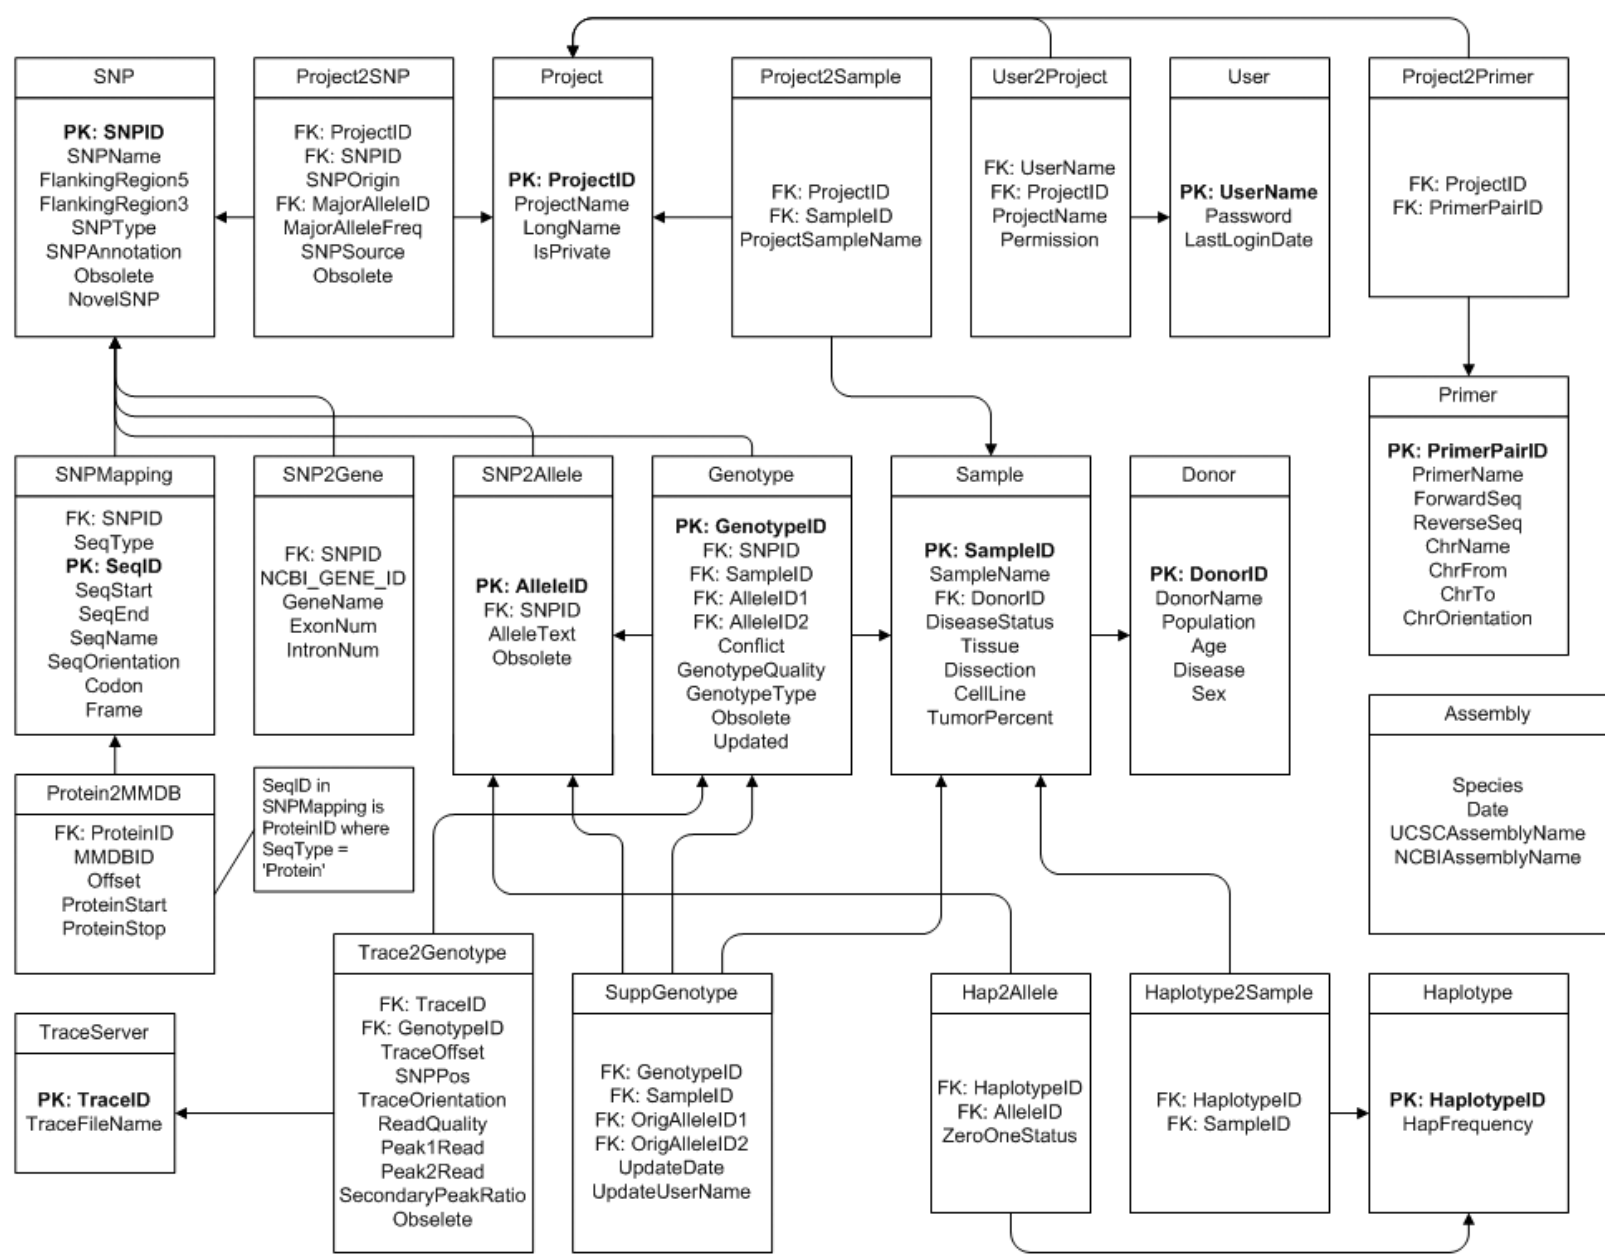 SNP
PK: SNPID
SNPName
FlankingRegion5
FlankingRegion3
SNPType
SNPAnnotation
Obsolete
NovelSNP
Project2SNP
FK: ProjectID
FK: SNPID
SNPOrigin
FK: MajorAlleleID
MajorAlleleFreq
SNPSource
Obsolete
Project
PK: ProjectID
ProjectName
LongName
IsPrivate
Project2Sample
FK: ProjectID
FK: SampleID
ProjectSampleName
User2Project
FK: UserName
FK: ProjectID
ProjectName
Permission
User
PK: UserName
Password
LastLoginDate
Project2Primer
FK: ProjectID
FK: PrimerPairID
SNPMapping
FK: SNPID
SeqType
PK: SeqID
SeqStart
SeqEnd
SeqName
SeqOrientation
Codon
Frame
SNP2Gene
FK: SNPID
NCBI_GENE_ID
GeneName
ExonNum
IntronNum
SNP2Allele
PK: AlleleID
FK: SNPID
AlleleText
Obsolete
Genotype
PK: GenotypeID
FK: SNPID
FK: SampleID
FK: AlleleID1
FK: AlleleID2
Conflict
GenotypeQuality
GenotypeType
Obsolete
Updated
Sample
PK: SampleID
SampleName
FK: DonorID
DiseaseStatus
Tissue
Dissection
CellLine
TumorPercent
Donor
PK: DonorID
DonorName
Population
Age
Disease
Sex
Primer
PK: PrimerPairID
PrimerName
ForwardSeq
ReverseSeq
ChrName
ChrFrom
ChrTo
ChrOrientation
Assembly
Species
Date
UCSCAssemblyName
NCBIAssemblyName
Protein2MMDB
FK: ProteinID
MMDBID
Offset
ProteinStart
ProteinStop
SeqID in
SNPMapping is
ProteinID where
SeqType =
'Protein'
TraceServer
PK: TraceID
TraceFileName
Trace2Genotype
FK: TraceID
FK: GenotypeID
TraceOffset
SNPPos
TraceOrientation
ReadQuality
Peak1Read
Peak2Read
SecondaryPeakRatio
Obselete
SuppGenotype
FK: GenotypeID
FK: SampleID
FK: OrigAlleleID1
FK: OrigAlleleID2
UpdateDate
UpdateUserName
Hap2Allele
FK: HaplotypeID
FK: AlleleID
ZeroOneStatus
Haplotype2Sample
FK: HaplotypeID
FK: SampleID
Haplotype
PK: HaplotypeID
HapFrequency